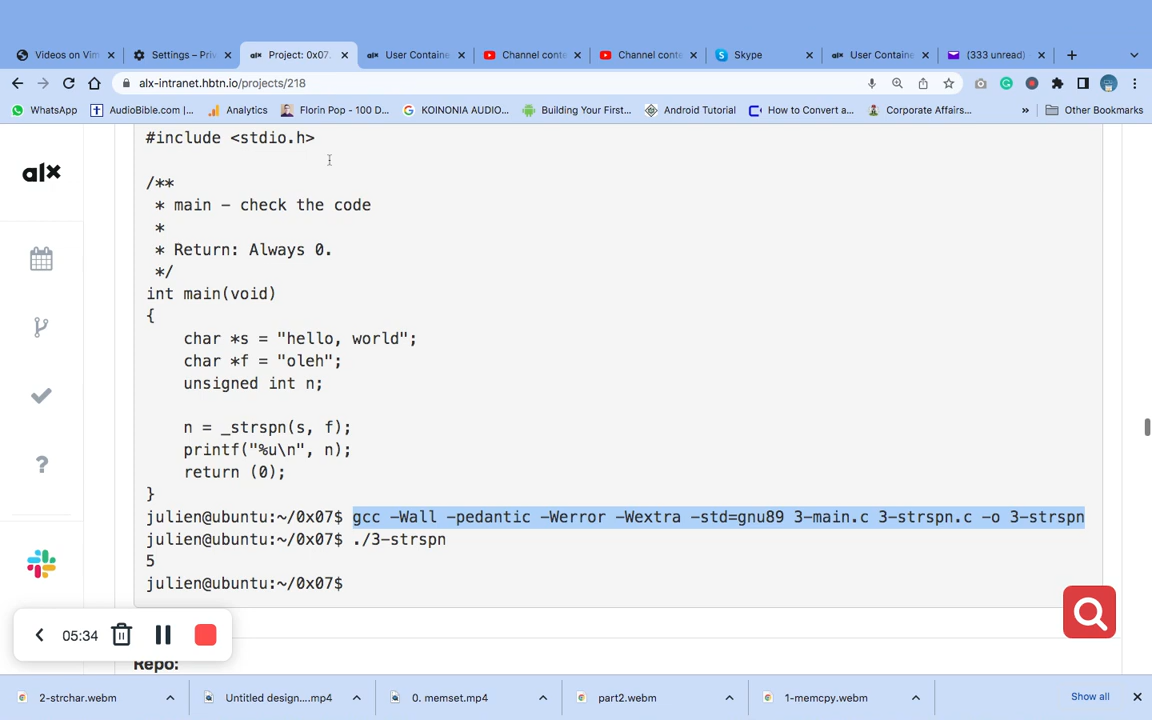 Videos on Vim
Settings – Priv
Project: 0x07.
User Containe
Channel conte
Channel conte
Skype
User Containe
(333 unread) -
alx-intranet.hbtn.io/projects/218
WhatsApp
AudioBible.com |...
Analytics
Florin Pop - 100 D...
KOINONIA AUDIO...
Building Your First...
Android Tutorial
How to Convert a...
Corporate Affairs...
»
Other Bookmarks
alx
#include <stdio.h>
/**
* main - check the code
*
* Return: Always 0.
*/
int main(void)
{
char *s = "hello, world";
char *f = "oleh";
unsigned int n;
n = _strspn(s, f);
printf("%u\n", n);
return (0);
}
julien@ubuntu:~/0x07$ gcc -Wall -pedantic -Werror -Wextra -std=gnu89 3-main.c 3-strspn.c -o 3-strspn
julien@ubuntu:~/0x07$ ./3-strspn
5
julien@ubuntu:~/0x07$
05:34
Repo:
2-strchar.webm
Untitled design....mp4
0. memset.mp4
part2.webm
1-memcpy.webm
Show all